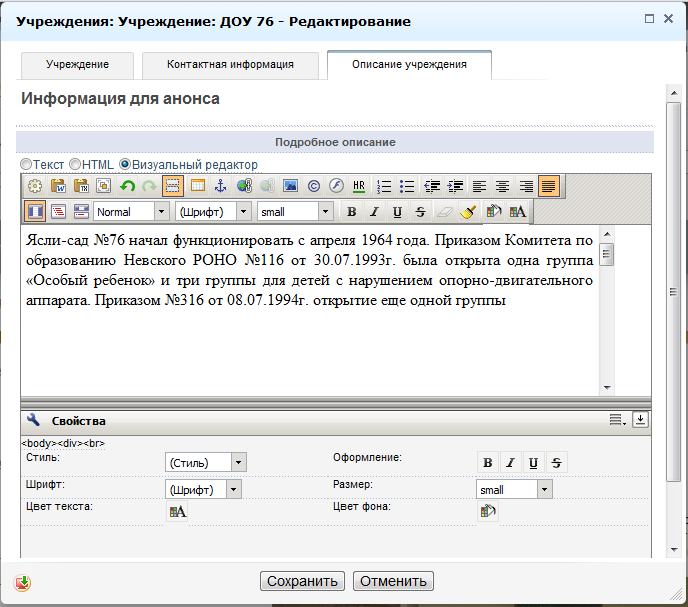 Учреждения: Учреждение: ДОУ 76 - Редактирование
Учреждение Контактная информация Описание учреждения
Информация для анонса
Подробное описание
Текст HTML Визуальный редактор
HR
Normal (Шрифт) small B I U S A
Ясли-сад №76 начал функционировать с апреля 1964 года. Приказом Комитета по
образованию Невского РОНО №116 от 30.07.1993г. была открыта одна группа
«Особый ребенок» и три группы для детей с нарушением опорно-двигательного
аппарата. Приказом №316 от 08.07.1994г. открытие еще одной группы
Свойства
<body><div><br>
Стиль: (Стиль) Оформление: B I U S
Шрифт: (Шрифт) Размер: small
Цвет текста: A Цвет фона:
Сохранить Отменить